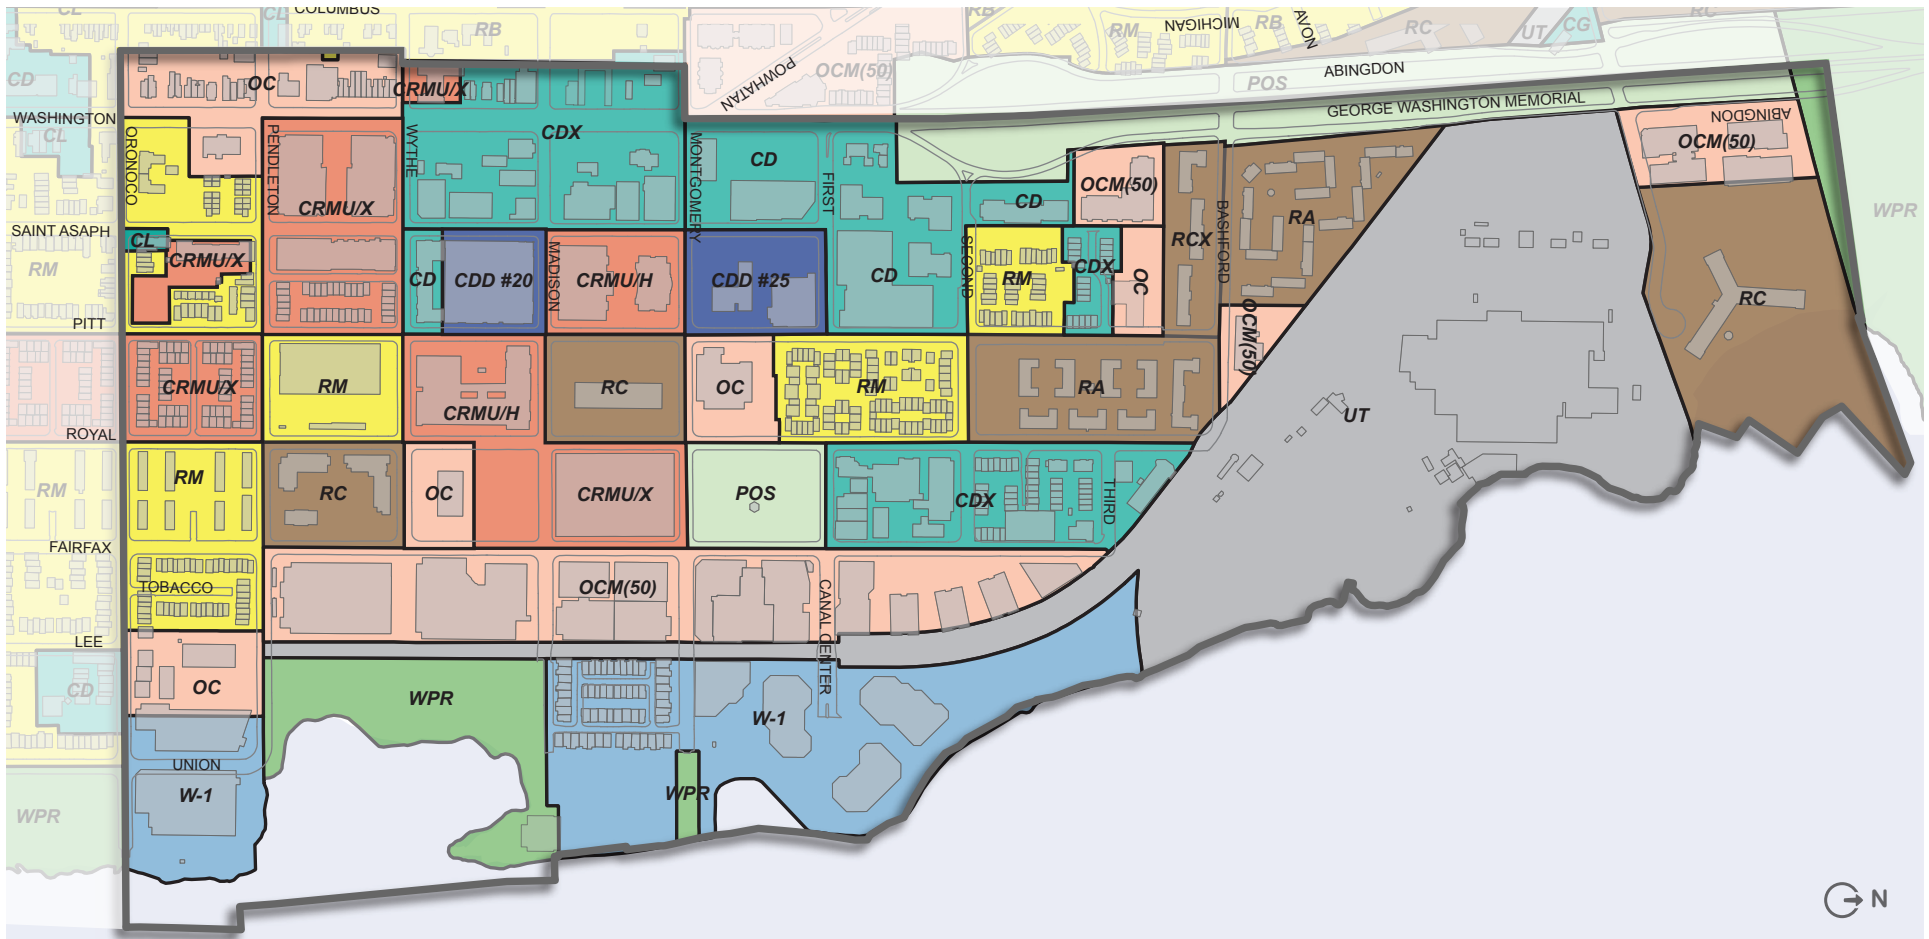 CL
CL
COLUMBUS
RB
RB
RM
MICHIGAN
RB
AVON
RC
UT
CG
RC
CD
OC
CRMU/X
POWHATAN
OCM(50)
POS
ABINGDON
GEORGE WASHINGTON MEMORIAL
ABINGDON
OCM(50)
WASHINGTON
CL
ORONOCO
PENDLETON
WYTHE
CDX
MONTGOMERY
CD
FIRST
CD
OCM(50)
RCX
BASHFORD
RA
WPR
CRMU/X
SAINT ASAPH
CL
CRMU/X
RM
CD
CDD #20
MADISON
CRMU/H
CDD #25
CD
SECOND
RM
CDX
OC
OCM(50)
RC
PITT
CRMU/X
RM
CRMU/H
RC
OC
RM
RA
UT
ROYAL
RM
RM
RC
OC
CRMU/X
POS
CDX
THIRD
FAIRFAX
TOBACCO
OCM(50)
CANAL CENTER
LEE
CD
OC
WPR
W-1
UNION
W-1
WPR
WPR
N